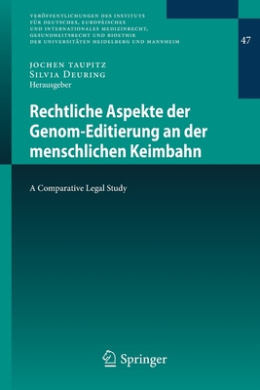 VERÖFFENTLICHUNGEN DES INSTITUTS
FÜR DEUTSCHES, EUROPÄISCHES
UND INTERNATIONALES MEDIZINRECHT,
GESUNDHEITSRECHT UND BIOETHIK
DER UNIVERSITÄTEN HEIDELBERG UND MANNHEIM
47
JOCHEN TAUPITZ
SILVIA DEURING
Herausgeber
Rechtliche Aspekte der
Genom-Editierung an der
menschlichen Keimbahn
A Comparative Legal Study
Springer